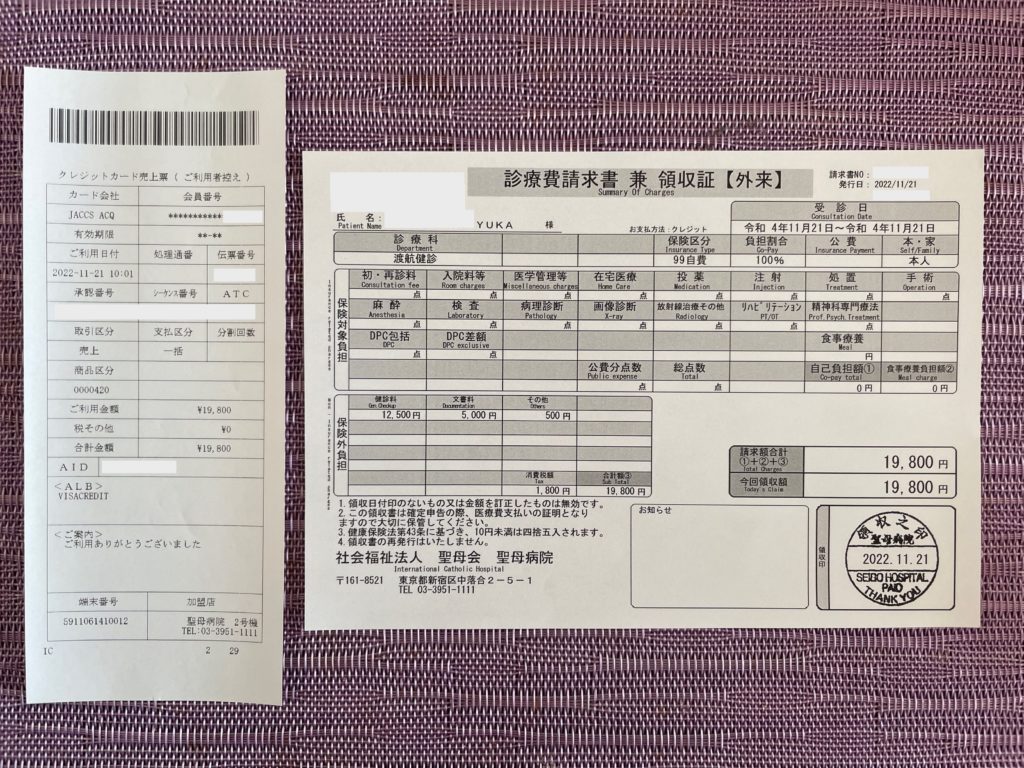 クレジットカード売上票 ( ご利用者控え )
カード会社 会員番号
JACCS ACQ ***********
有効期限 **-**
ご利用日付 処理通番 伝票番号
2022-11-21 10:01
承認番号 シーケンス番号 ATC
取引区分 支払区分 分割回数
売上 一括
商品区分
0000420
ご利用金額 ¥19,800
税その他 ¥0
合計金額 ¥19,800
AID
<ALB>
VISACREDIT
<ご案内>
ご利用ありがとうございました
端末番号 加盟店
5911061410012 聖母病院 2号機
TEL:03-3951-1111
IC 2 29
診療費請求書 兼 領収証【外来】
Summary Of Charges
請求書NO:
発行日: 2022/11/21
氏 名:
Patient Name YUKA 様
お支払方法:クレジット
受 診 日
Consultation Date
令和 4年11月21日〜令和 4年11月21日
診 療 科 保険区分 負担割合 公 費 本・家
Department Insurance Type Co-Pay Insurance Payment Self/Family
渡航健診 99自費 100% 本人
保険対象負担
初・再診料 入院料等 医学管理等 在宅医療 投 薬 注 射 処 置 手 術
Consultation fee Room charges Miscellaneous charges Home Care Medication Injection Treatment Operation
点 点 点 点 点 点 点 点
麻 酔 検 査 病理診断 画像診断 放射線治療その他 リハビリテーション 精神科専門療法
Anesthesia Laboratory Pathology X-ray Radiology PT/OT Prof.Psych.Treatment
点 点 点 点 点 点 点
DPC包括 DPC差額 食事療養
DPC DPC exclusive Meal
点 点 円
公費分点数 総点数 自己負担額① 食事療養負担額②
Public expense Total Co-pay total Meal charge
点 点 0 円 0 円
保険外負担
健診料 文書料 その他
Gen Checkup Documentation Others
12,500 円 5,000 円 500 円
消費税額 合計額③
Tax Sub Total
1,800 円 19,800 円
請求額合計
①+②+③
Total Charges
19,800 円
今回領収額
Today's Claim
19,800 円
1. 領収日付印のないもの又は金額を訂正したものは無効です。
2. この領収書は確定申告の際、医療費支払いの証明となり
ますので大切に保管してください。
3. 健康保険法第43条に基づき、10円未満は四捨五入されます。
4. 領収書の再発行はいたしません。
社会福祉法人 聖母会 聖母病院
International Catholic Hospital
〒161-8521 東京都新宿区中落合2-5-1
TEL 03-3951-1111
お知らせ
領収印
領収之印
聖母病院
2022.11.21
SEIBO HOSPITAL
PAID
THANK YOU